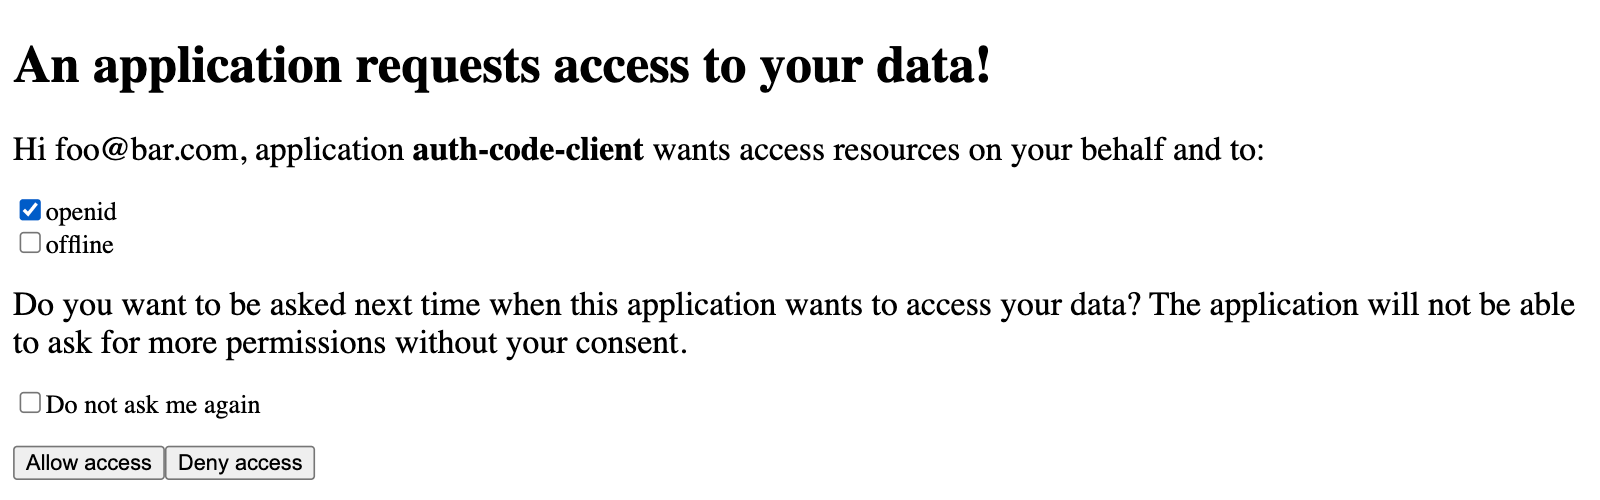 An application requests access to your data!
Hi foo@bar.com, application auth-code-client wants access resources on your behalf and to:
openid
offline
Do you want to be asked next time when this application wants to access your data? The application will not be able
to ask for more permissions without your consent.
Do not ask me again
Allow access Deny access